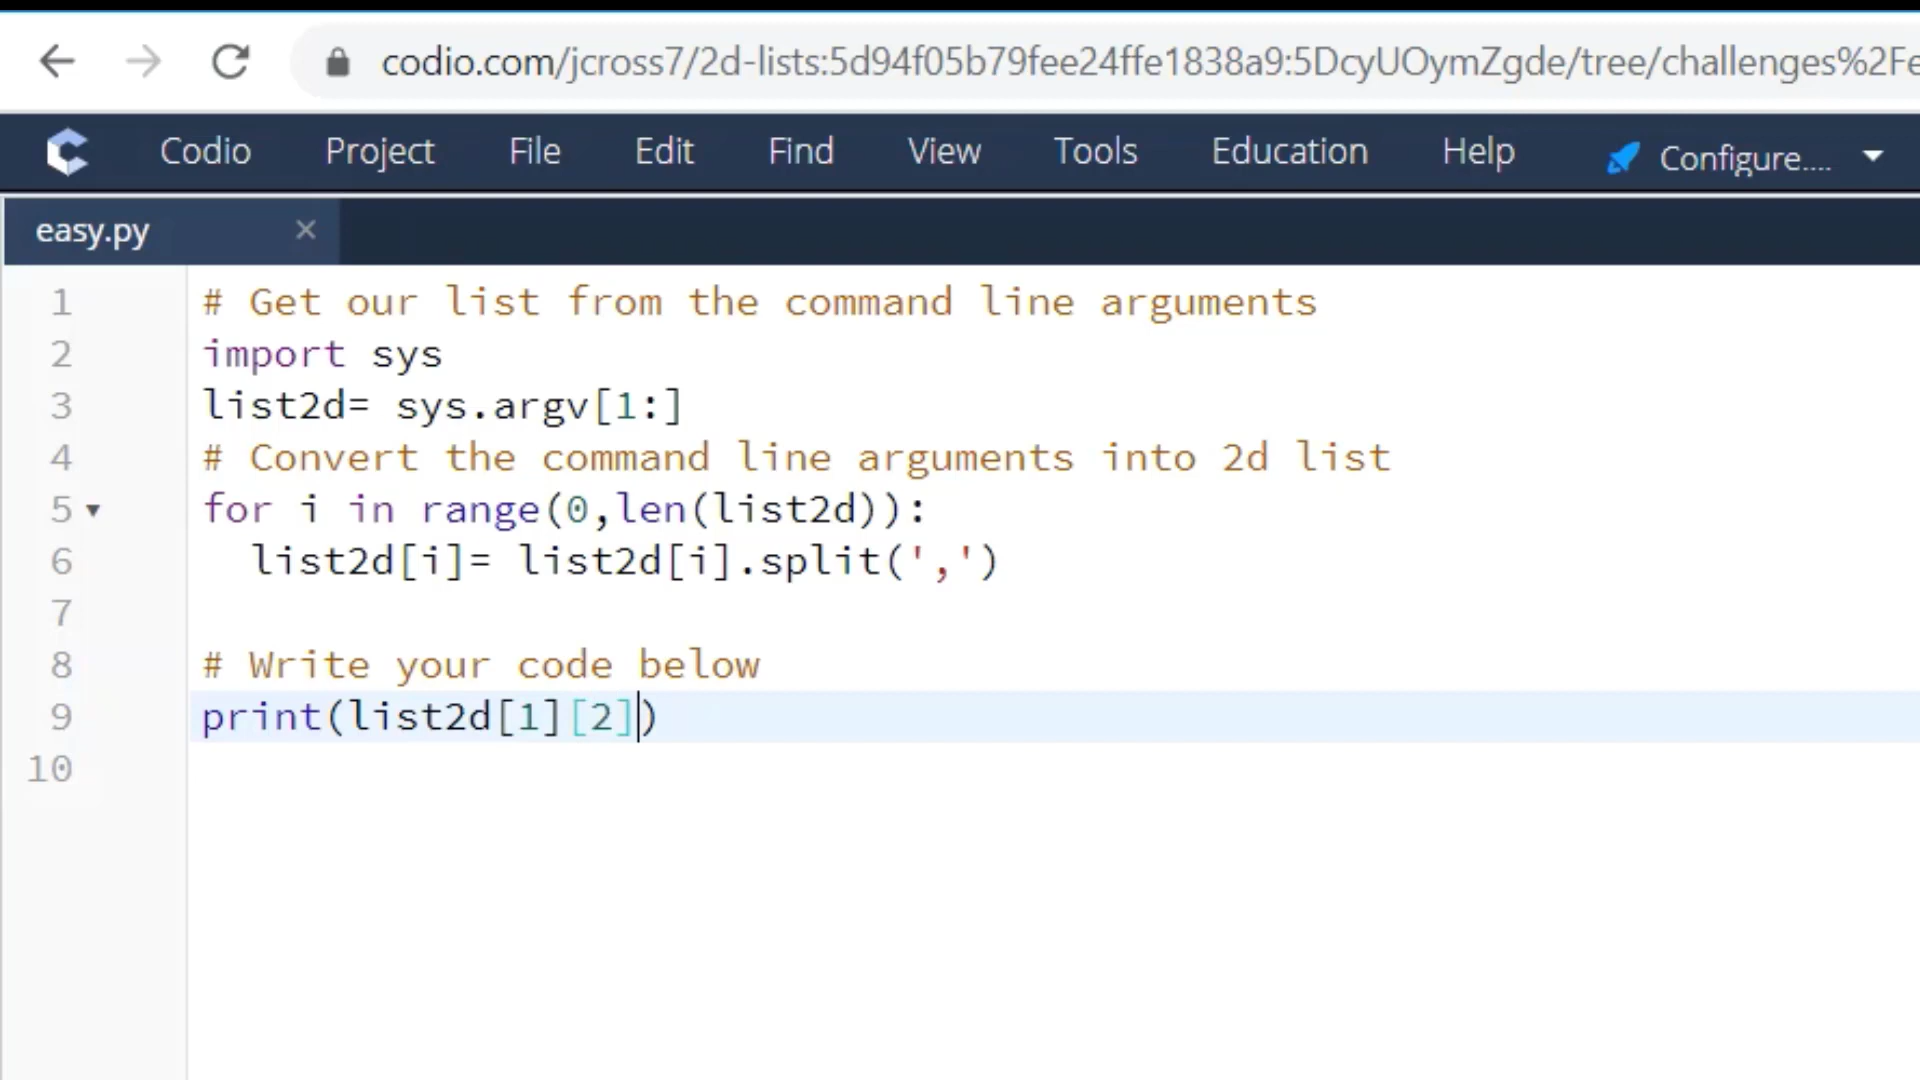 codio.com/jcross7/2d-lists:5d94f05b79fee24ffe1838a9:5DcyUOymZgde/tree/challenges%2Fe
Codio Project File Edit Find View Tools Education Help Configure....
easy.py ×
1 # Get our list from the command line arguments
2 import sys
3 list2d= sys.argv[1:]
4 # Convert the command line arguments into 2d list
5 for i in range(0,len(list2d)):
6   list2d[i]= list2d[i].split(',')
7
8 # Write your code below
9 print(list2d[1][2])
10